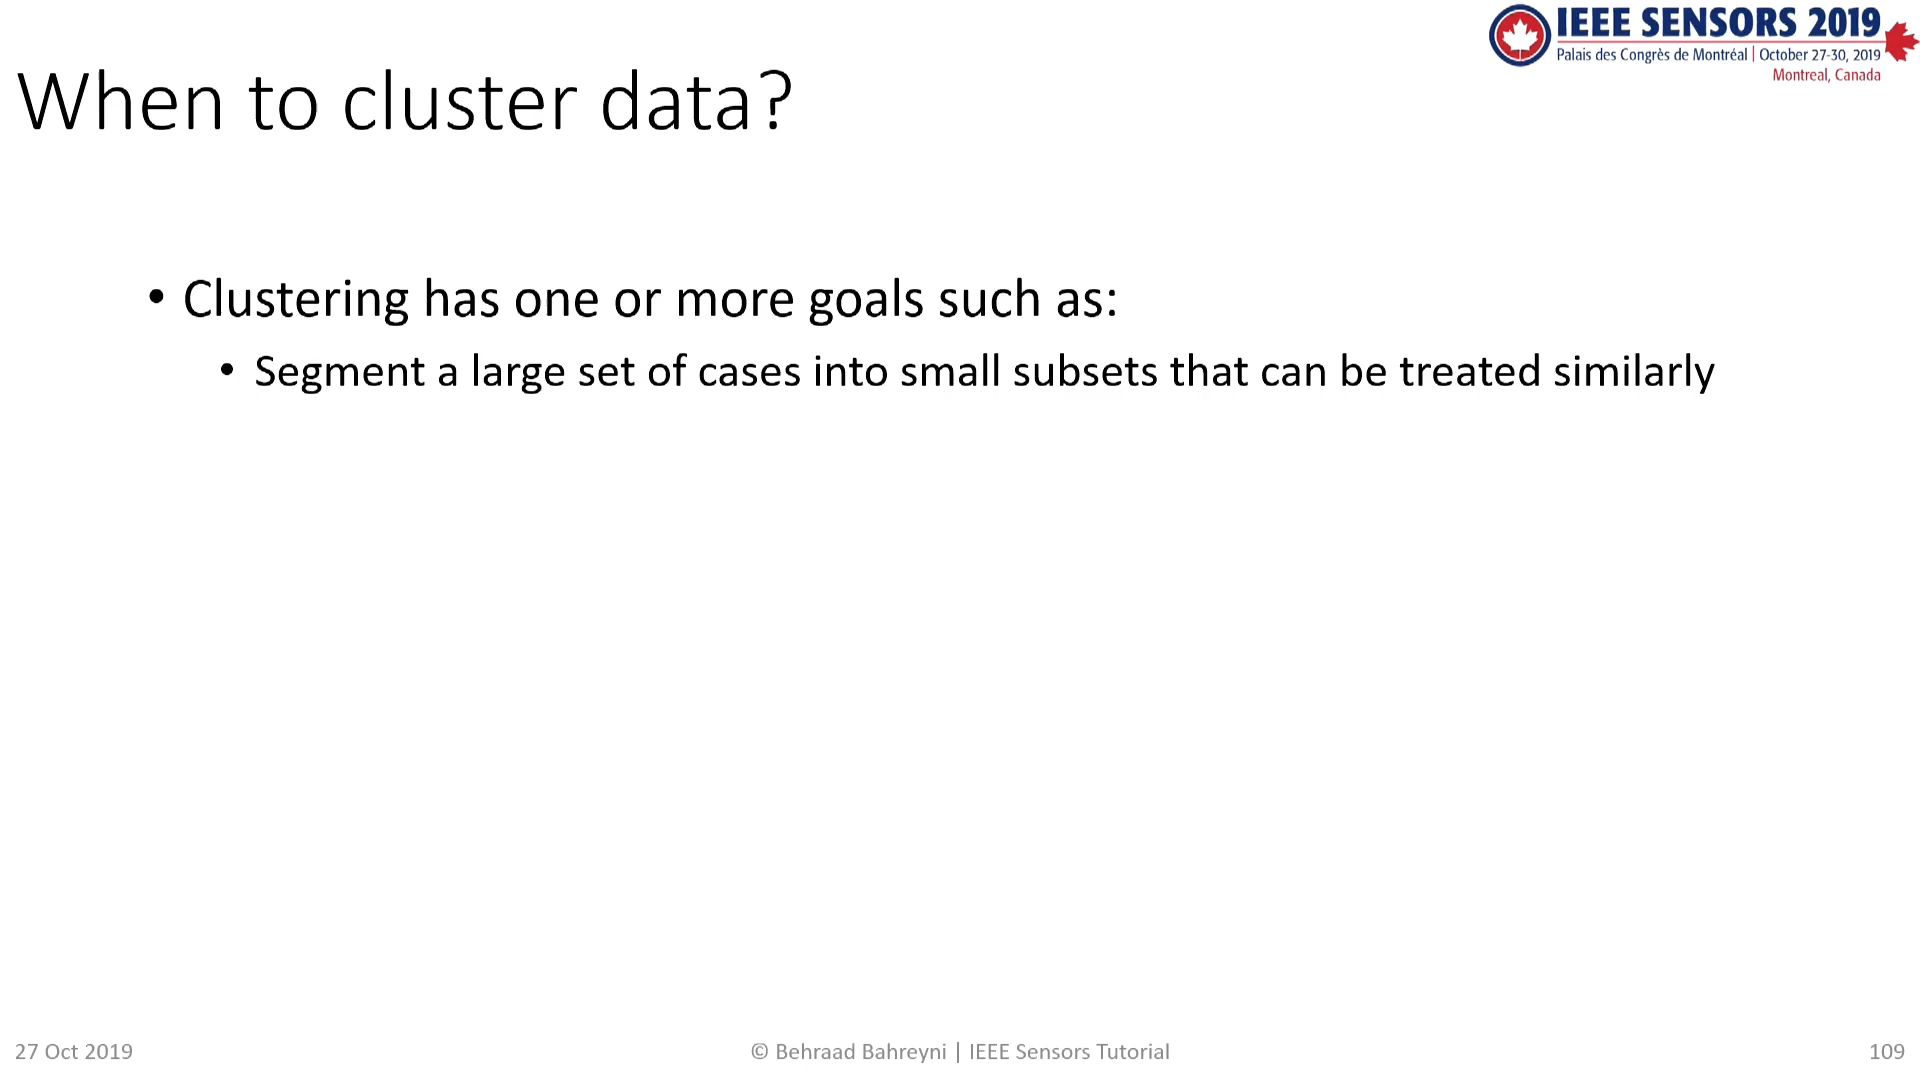 IEEE SENSORS 2019
Palais des Congrès de Montréal | October 27-30, 2019
Montreal, Canada
When to cluster data?
• Clustering has one or more goals such as:
• Segment a large set of cases into small subsets that can be treated similarly
27 Oct 2019
© Behraad Bahreyni | IEEE Sensors Tutorial
109